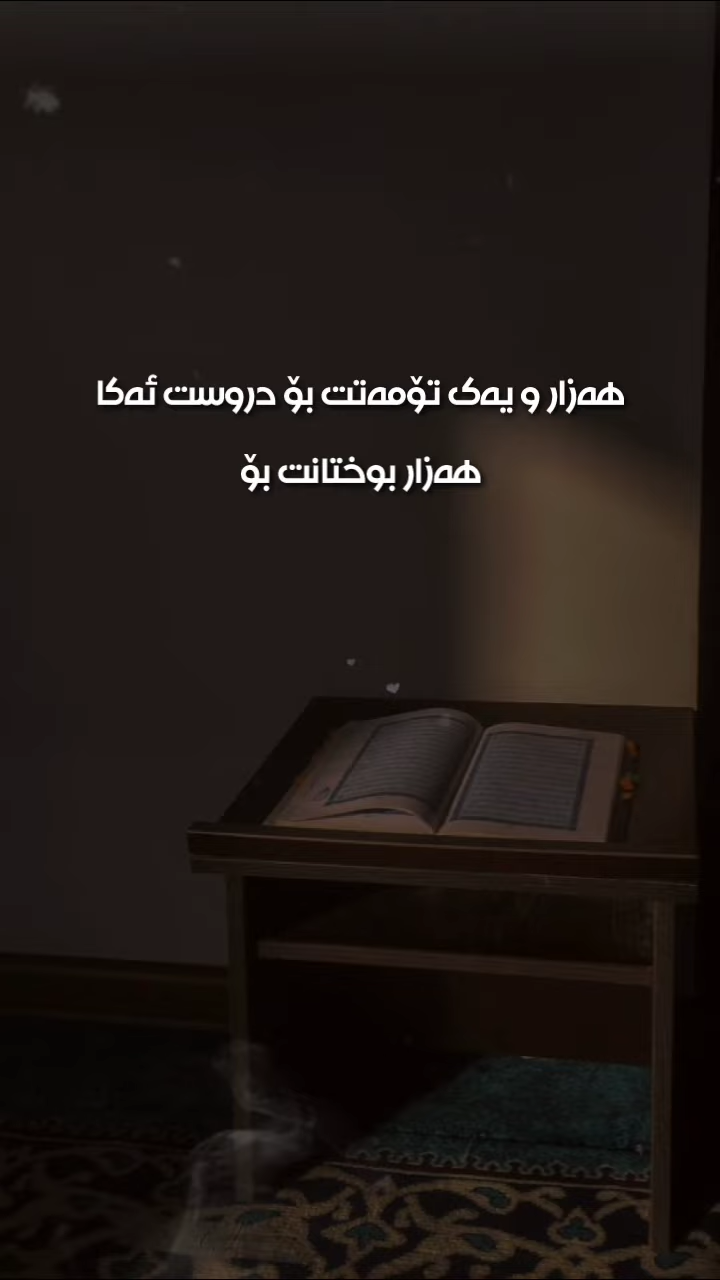 هەزار و یەک تۆمەتت بۆ دروست ئەکا
هەزار بوختانت بۆ